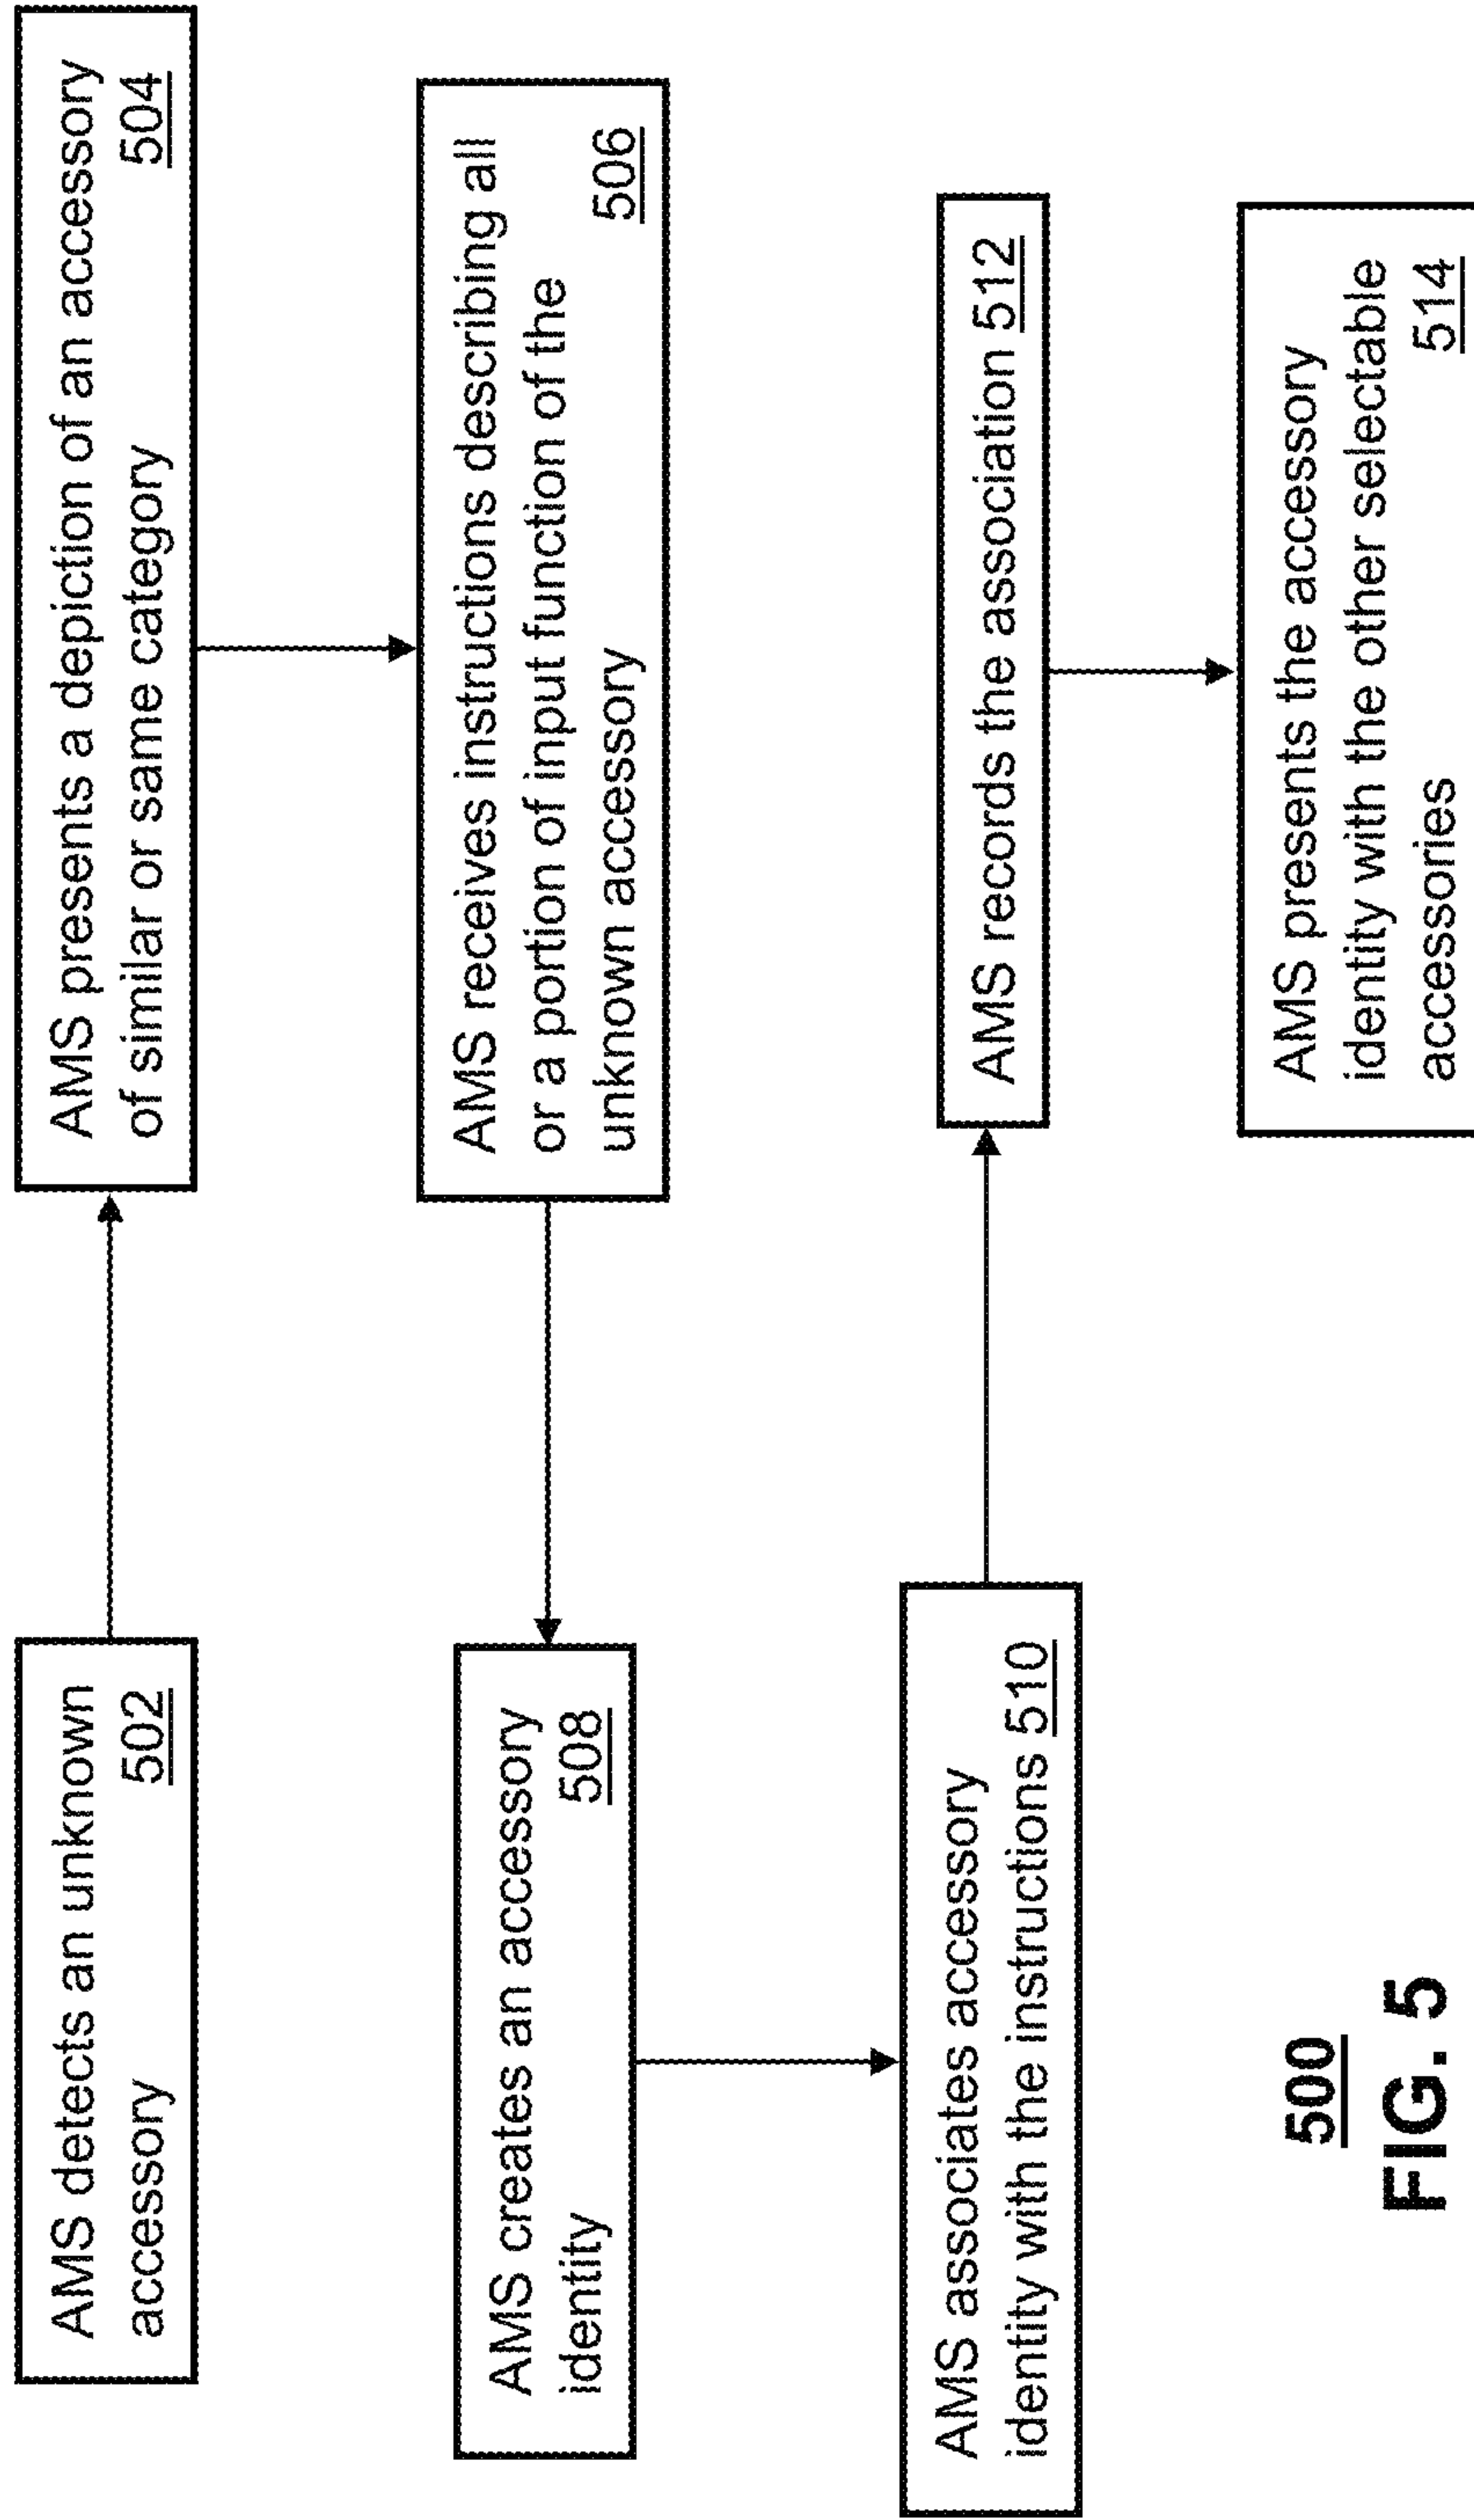 AMS detects an unknown
accessory 502
AMS presents a depiction of an accessory
of similar or same category 504
AMS receives instructions describing all
or a portion of input function of the
unknown accessory 506
AMS creates an accessory
identity 508
AMS associates accessory
identity with the instructions 510
AMS records the association 512
AMS presents the accessory
identity with the other selectable
accessories 514
500
FIG. 5